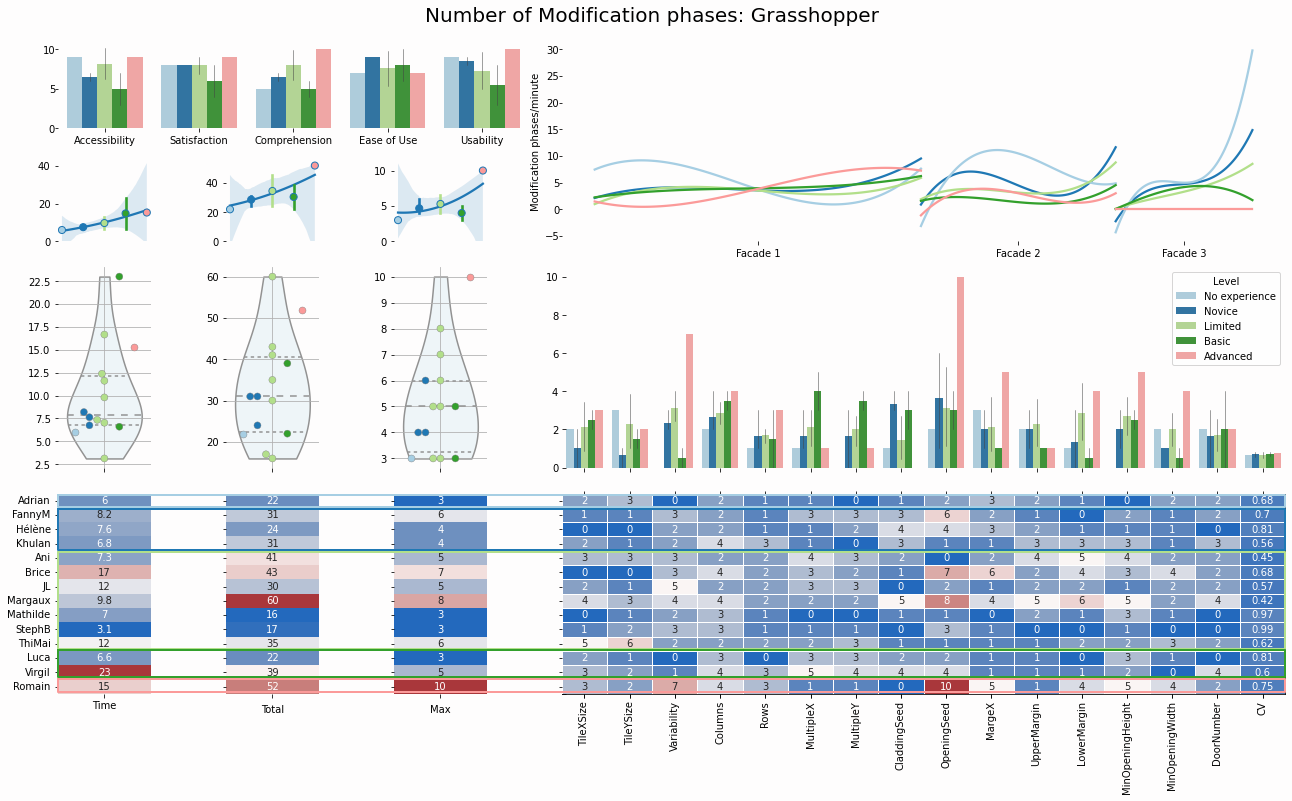 Number of Modification phases: Grasshopper
10
5
0
Accessibility Satisfaction Comprehension Ease of Use Usability
Modification phases/minute
30
25
20
15
10
5
0
−5
Facade 1 Facade 2 Facade 3
40
20
0
40
20
0
10
5
0
22.5
20.0
17.5
15.0
12.5
10.0
7.5
5.0
2.5
60
50
40
30
20
10
9
8
7
6
5
4
3
10
8
6
4
2
0
Level
No experience
Novice
Limited
Basic
Advanced
Adrian 6 22 3 2 3 0 2 1 1 0 1 2 3 2 1 0 2 2 0.68
FannyM 8.2 31 6 1 1 3 2 2 3 3 3 6 2 1 0 2 1 2 0.7
Hélène 7.6 24 4 0 0 2 2 1 1 2 4 4 3 2 1 1 1 0 0.81
Khulan 6.8 31 4 2 1 2 4 3 1 0 3 1 1 3 3 3 1 3 0.56
Ani 7.3 41 5 3 3 3 2 2 4 3 2 0 2 4 5 4 2 2 0.45
Brice 17 43 7 0 0 3 4 2 3 2 1 7 6 2 4 3 4 2 0.68
JL 12 30 5 2 1 5 2 2 3 3 0 2 1 2 2 1 2 2 0.57
Margaux 9.8 60 8 4 3 4 4 2 2 2 5 8 4 5 6 5 2 4 0.42
Mathilde 7 16 3 0 1 2 2 1 0 0 1 1 0 2 1 3 2 0 0.97
StephB 3.1 17 3 1 2 3 3 1 1 1 0 3 1 0 0 1 0 0 0.99
ThiMai 12 35 6 5 6 2 2 2 2 3 1 1 1 1 2 2 3 2 0.62
Luca 6.6 22 3 2 1 0 3 0 3 3 2 2 1 1 0 3 1 0 0.81
Virgil 23 39 5 3 2 1 4 3 5 4 4 4 1 1 1 2 0 4 0.6
Romain 15 52 10 3 2 7 4 3 1 1 0 10 5 1 4 5 4 2 0.75
Time Total Max
TileXSize
TileYSize
Variability
Columns
Rows
MultipleX
MultipleY
CladdingSeed
OpeningSeed
MargeX
UpperMargin
LowerMargin
MinOpeningHeight
MinOpeningWidth
DoorNumber
CV